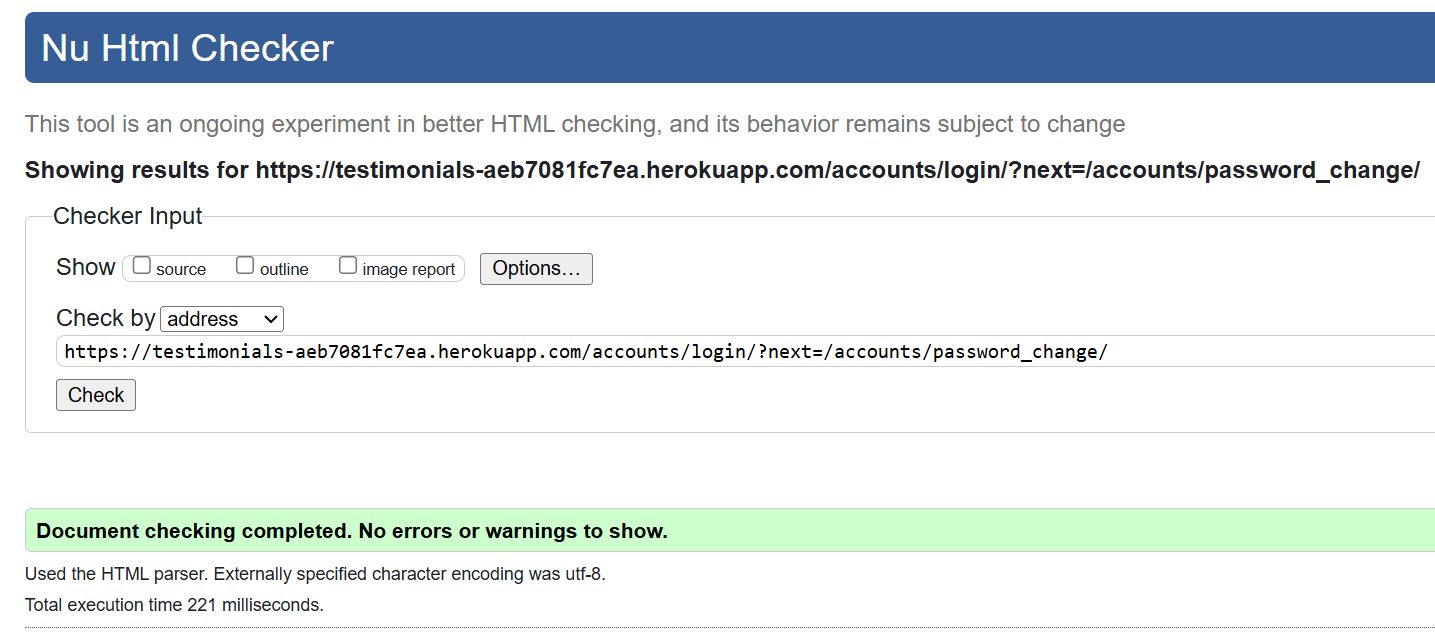 Nu Html Checker
This tool is an ongoing experiment in better HTML checking, and its behavior remains subject to change
Showing results for https://testimonials-aeb7081fc7ea.herokuapp.com/accounts/login/?next=/accounts/password_change/
Checker Input
Show source outline image report Options...
Check by address
https://testimonials-aeb7081fc7ea.herokuapp.com/accounts/login/?next=/accounts/password_change/
Check
Document checking completed. No errors or warnings to show.
Used the HTML parser. Externally specified character encoding was utf-8.
Total execution time 221 milliseconds.